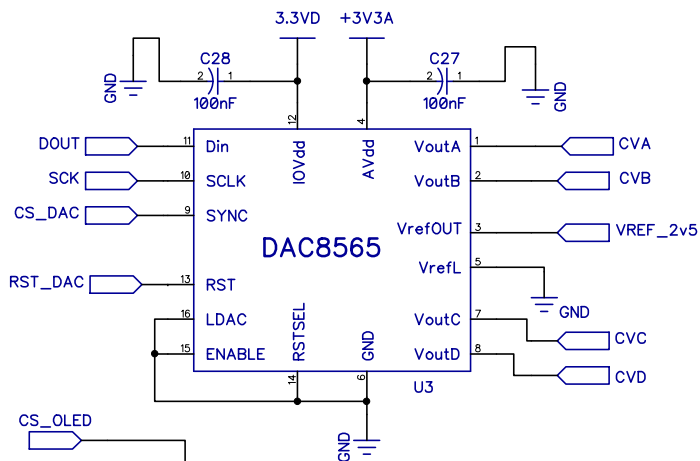 3.3VD +3V3A
C28 C27
2 1 2 1
GND 100nF 100nF GND
12 4
DOUT 11 Din IOVdd AVdd VoutA 1 CVA
SCK 10 SCLK VoutB 2 CVB
CS_DAC 9 SYNC
VrefOUT 3 VREF_2v5
DAC8565
VrefL 5
RST_DAC 13 RST
GND
16 LDAC RSTSEL GND VoutC 7
CVC
15 ENABLE VoutD 8
CVD
14 6 U3
CS_OLED
GND